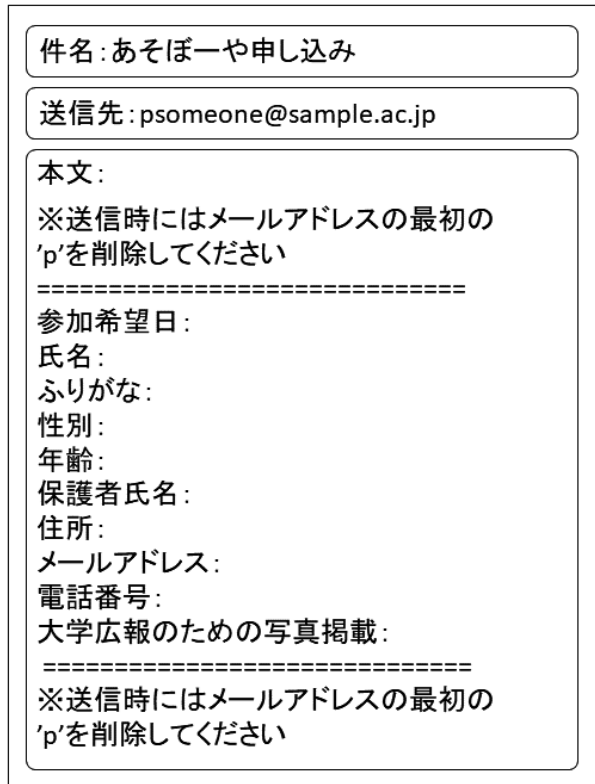 件名:あそぼーや申し込み
送信先:psomeone@sample.ac.jp
本文:
※送信時にはメールアドレスの最初の
'p'を削除してください
==============================
参加希望日:
氏名:
ふりがな:
性別:
年齢:
保護者氏名:
住所:
メールアドレス:
電話番号:
大学広報のための写真掲載:
==============================
※送信時にはメールアドレスの最初の
'p'を削除してください